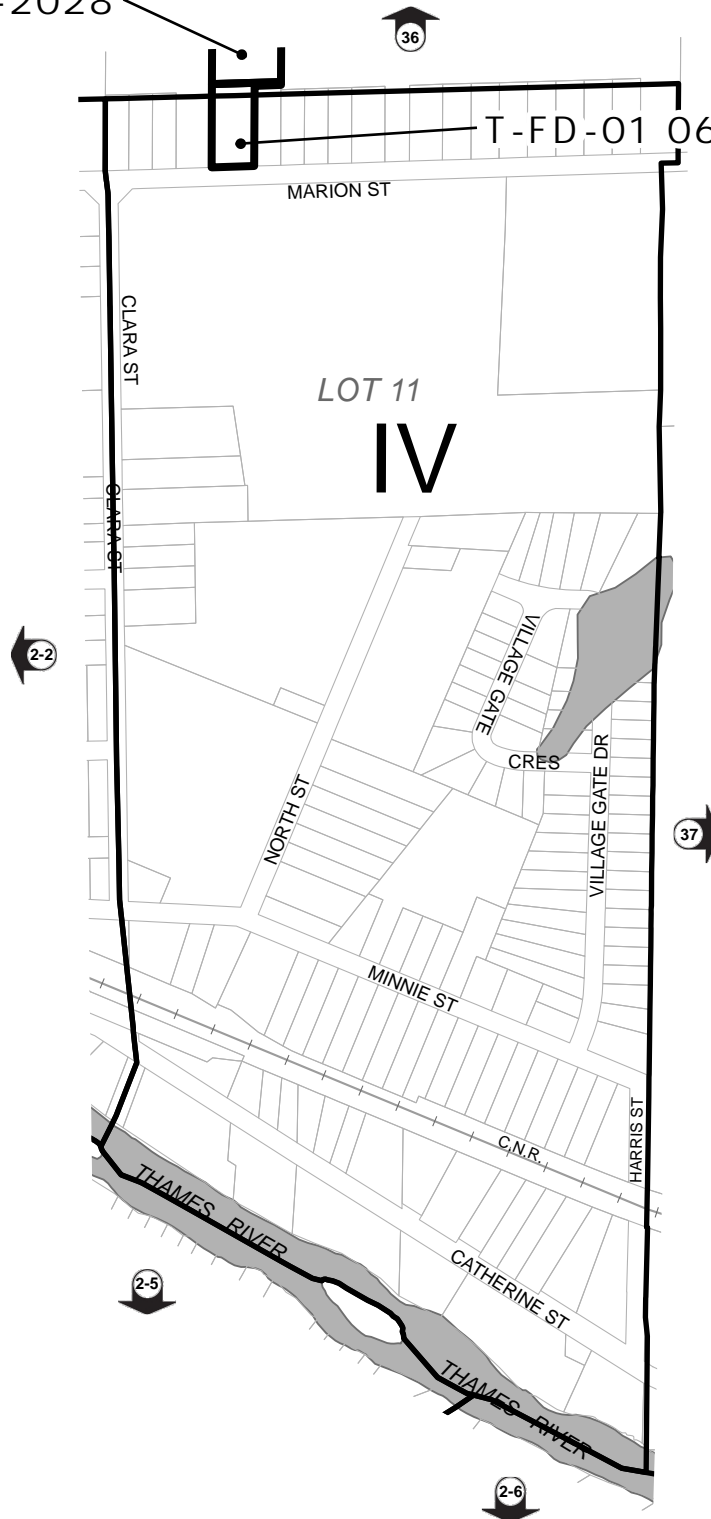 -2028
36
T-FD-01 06
MARION ST
CLARA ST
LOT 11
IV
CLARA ST
VILLAGE GATE
2-2
CRES
VILLAGE GATE DR
NORTH ST
37
MINNIE ST
HARRIS ST
C.N.R.
THAMES RIVER
CATHERINE ST
2-5
THAMES RIVER
2-6